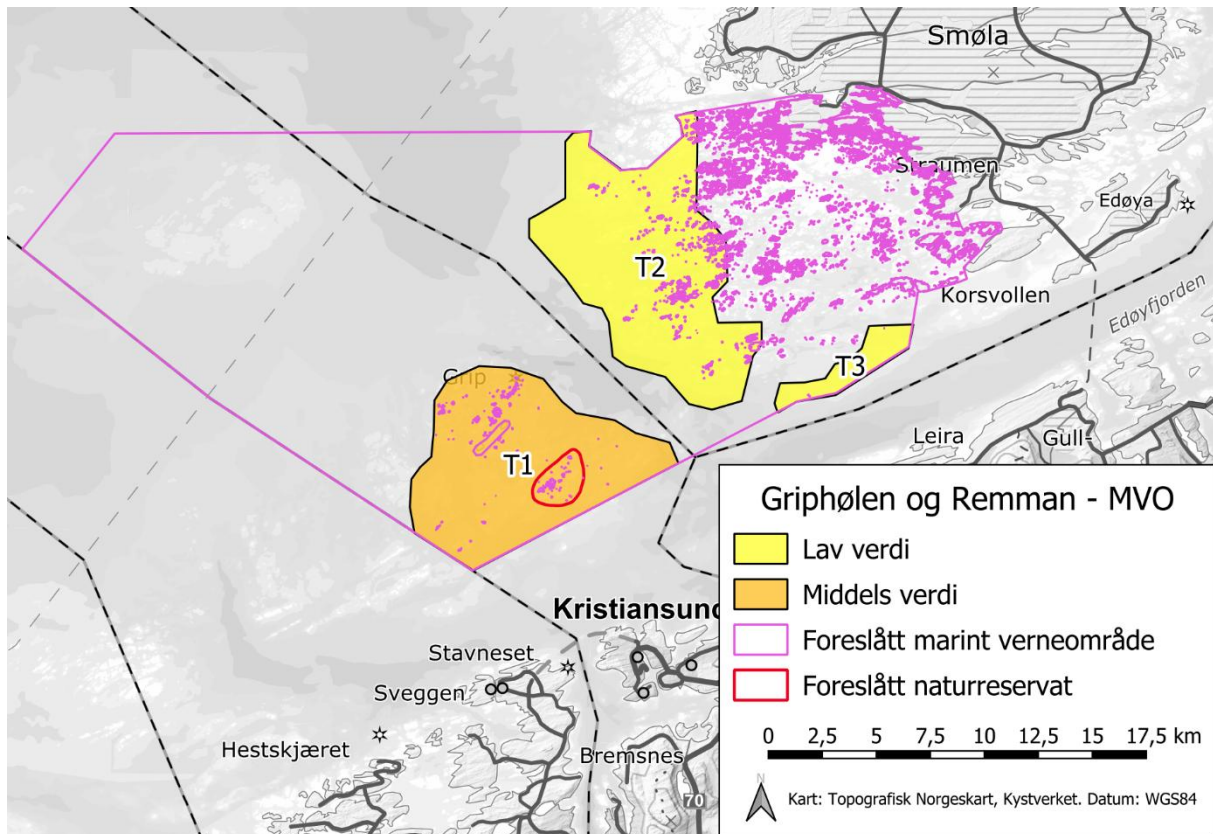 Smøla
Straumen
Edøya
T2
Korsvollen
Edøyfjorden
T3
Grip
T1
Leira
Gull-
Kristiansund
Stavneset
Sveggen
Hestskjæret
Bremsnes
70
Griphølen og Remman - MVO
Lav verdi
Middels verdi
Foreslått marint verneområde
Foreslått naturreservat
0 2,5 5 7,5 10 12,5 15 17,5 km
N
Kart: Topografisk Norgeskart, Kystverket. Datum: WGS84